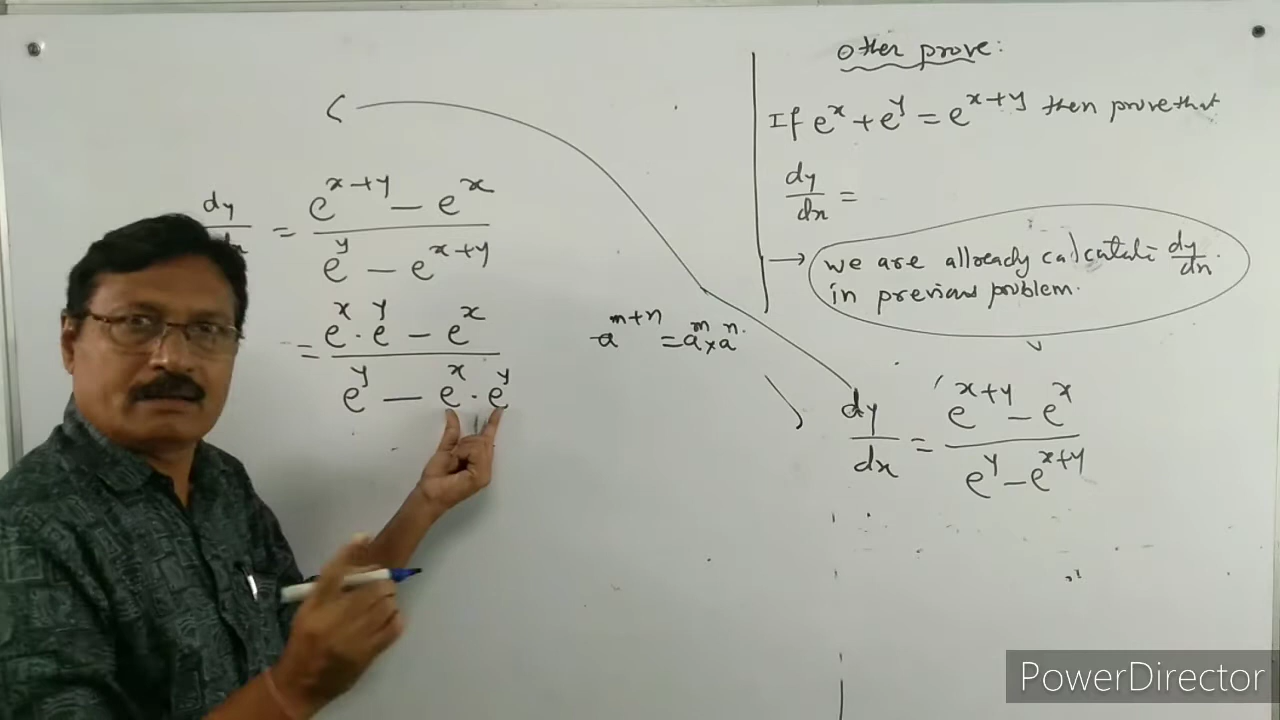 dy/dx = (e^(x+y) - e^x)/(e^y - e^(x+y))
= (e^x · e^y - e^x)/(e^y - e^x · e^y)
a^(m+n) = a^m × a^n.
other prove:
If e^x + e^y = e^(x+y) then prove that
dy/dx =
→ we are allready calculate dy/dx.
in previous problem.
dy/dx = (e^(x+y) - e^x)/(e^y - e^(x+y))
PowerDirector